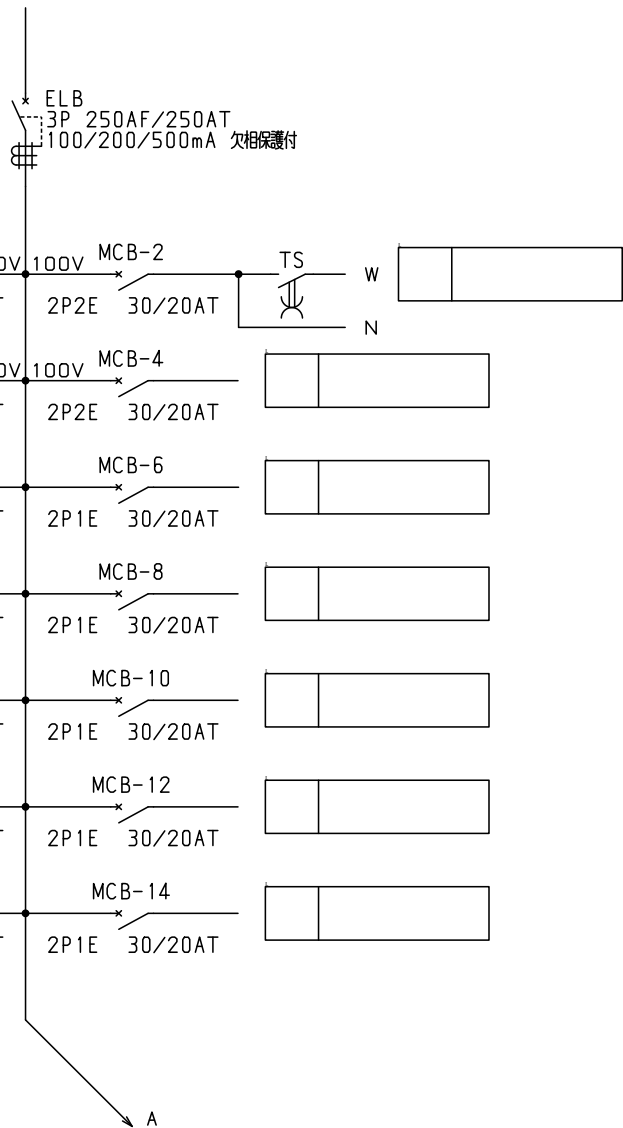 ELB
3P 250AF/250AT
100/200/500mA 欠相保護付
MCB-2
TS
0V 100V
W
T 2P2E 30/20AT
N
MCB-4
0V 100V
T 2P2E 30/20AT
MCB-6
T 2P1E 30/20AT
MCB-8
T 2P1E 30/20AT
MCB-10
T 2P1E 30/20AT
MCB-12
T 2P1E 30/20AT
MCB-14
T 2P1E 30/20AT
A